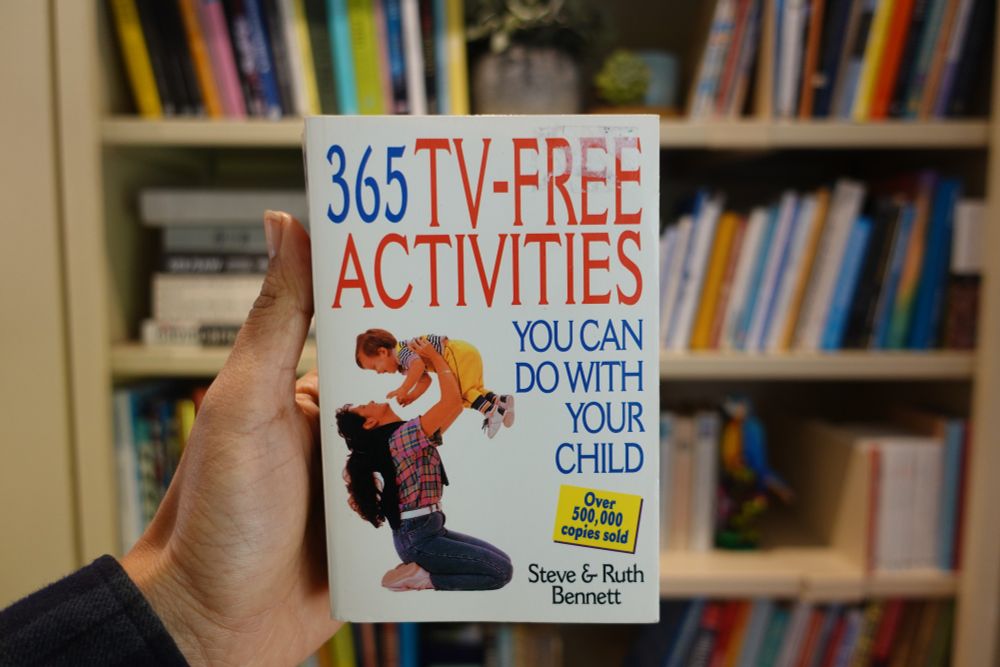 365 TV-FREE
ACTIVITIES
YOU CAN
DO WITH
YOUR
CHILD
Over
500,000
copies sold
Steve & Ruth
Bennett